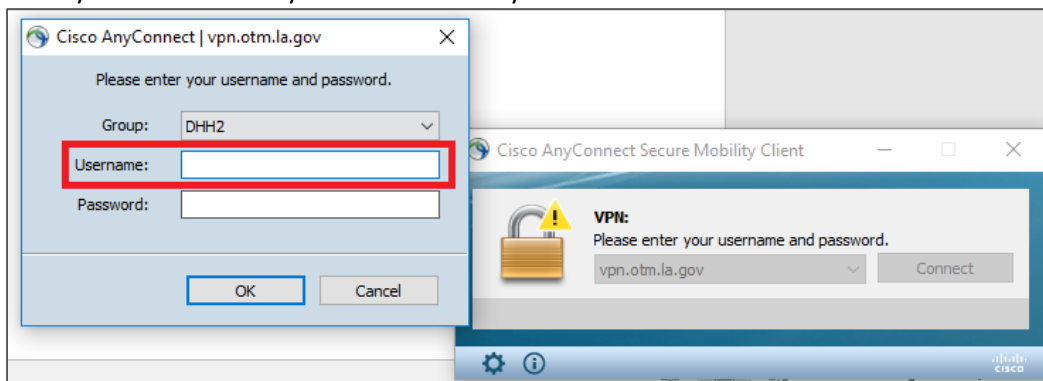 Cisco AnyConnect | vpn.otm.la.gov
Please enter your username and password.
Group: DHH2
Username:
Password:
OK Cancel
Cisco AnyConnect Secure Mobility Client
VPN:
Please enter your username and password.
vpn.otm.la.gov Connect
CISCO